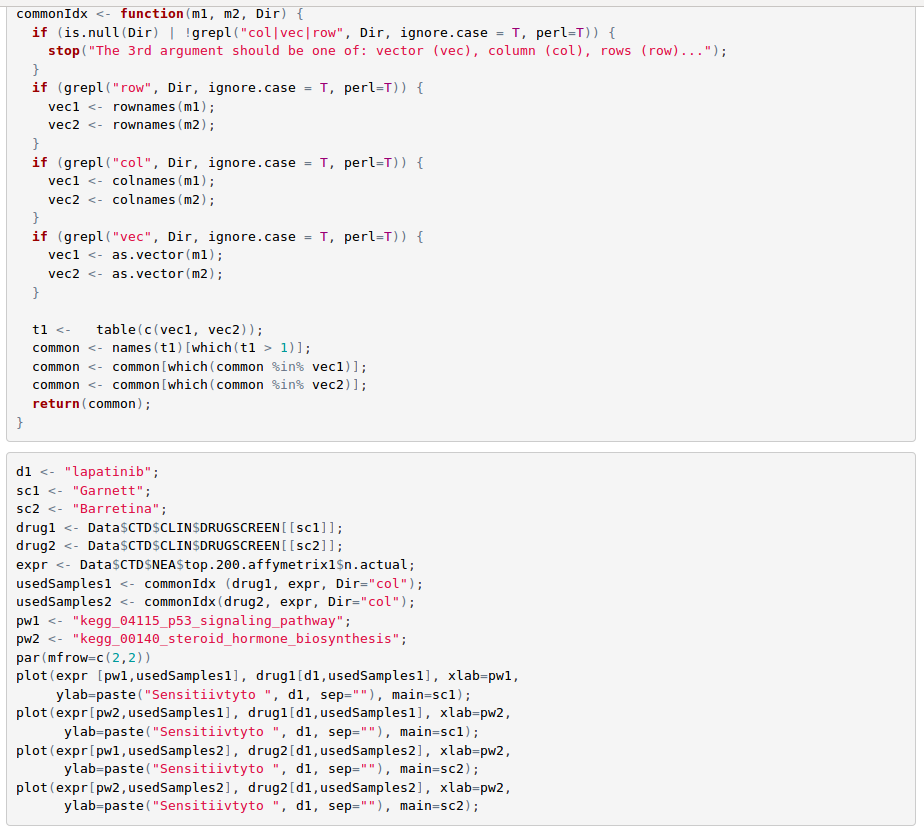 commonIdx <- function(m1, m2, Dir) {
  if (is.null(Dir) | !grepl("col|vec|row", Dir, ignore.case = T, perl=T)) {
    stop("The 3rd argument should be one of: vector (vec), column (col), rows (row)...");
  }
  if (grepl("row", Dir, ignore.case = T, perl=T)) {
    vec1 <- rownames(m1);
    vec2 <- rownames(m2);
  }
  if (grepl("col", Dir, ignore.case = T, perl=T)) {
    vec1 <- colnames(m1);
    vec2 <- colnames(m2);
  }
  if (grepl("vec", Dir, ignore.case = T, perl=T)) {
    vec1 <- as.vector(m1);
    vec2 <- as.vector(m2);
  }

  t1 <-   table(c(vec1, vec2));
  common <- names(t1)[which(t1 > 1)];
  common <- common[which(common %in% vec1)];
  common <- common[which(common %in% vec2)];
  return(common);
}

d1 <- "lapatinib";
sc1 <- "Garnett";
sc2 <- "Barretina";
drug1 <- Data$CTD$CLIN$DRUGSCREEN[[sc1]];
drug2 <- Data$CTD$CLIN$DRUGSCREEN[[sc2]];
expr <- Data$CTD$NEA$top.200.affymetrix1$n.actual;
usedSamples1 <- commonIdx (drug1, expr, Dir="col");
usedSamples2 <- commonIdx(drug2, expr, Dir="col");
pw1 <- "kegg_04115_p53_signaling_pathway";
pw2 <- "kegg_00140_steroid_hormone_biosynthesis";
par(mfrow=c(2,2))
plot(expr [pw1,usedSamples1], drug1[d1,usedSamples1], xlab=pw1,
     ylab=paste("Sensitiivtyto ", d1, sep=""), main=sc1);
plot(expr[pw2,usedSamples1], drug1[d1,usedSamples1], xlab=pw2,
      ylab=paste("Sensitiivtyto ", d1, sep=""), main=sc1);
plot(expr[pw1,usedSamples2], drug2[d1,usedSamples2], xlab=pw2,
      ylab=paste("Sensitiivtyto ", d1, sep=""), main=sc2);
plot(expr[pw2,usedSamples2], drug2[d1,usedSamples2], xlab=pw2,
      ylab=paste("Sensitiivtyto ", d1, sep=""), main=sc2);